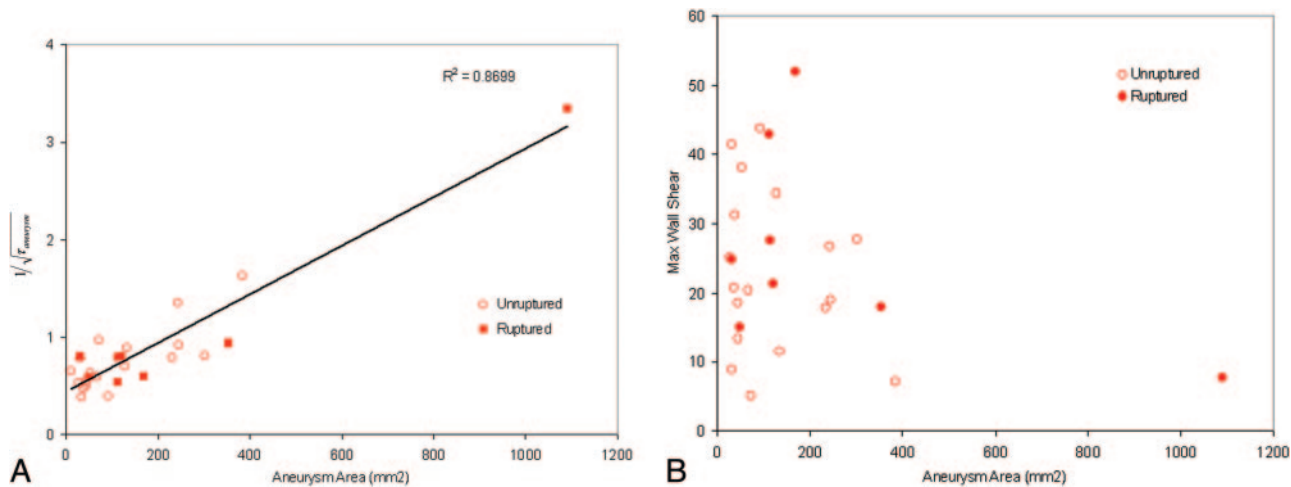 4
3
2
1
0
1/√τ
R² = 0.8699
Unruptured
Ruptured
0 200 400 600 800 1000 1200
Aneurysm Area (mm2)
A
60
50
40
30
20
10
0
Max Wall Shear
Unruptured
Ruptured
0 200 400 600 800 1000 1200
Aneurysm Area (mm2)
B